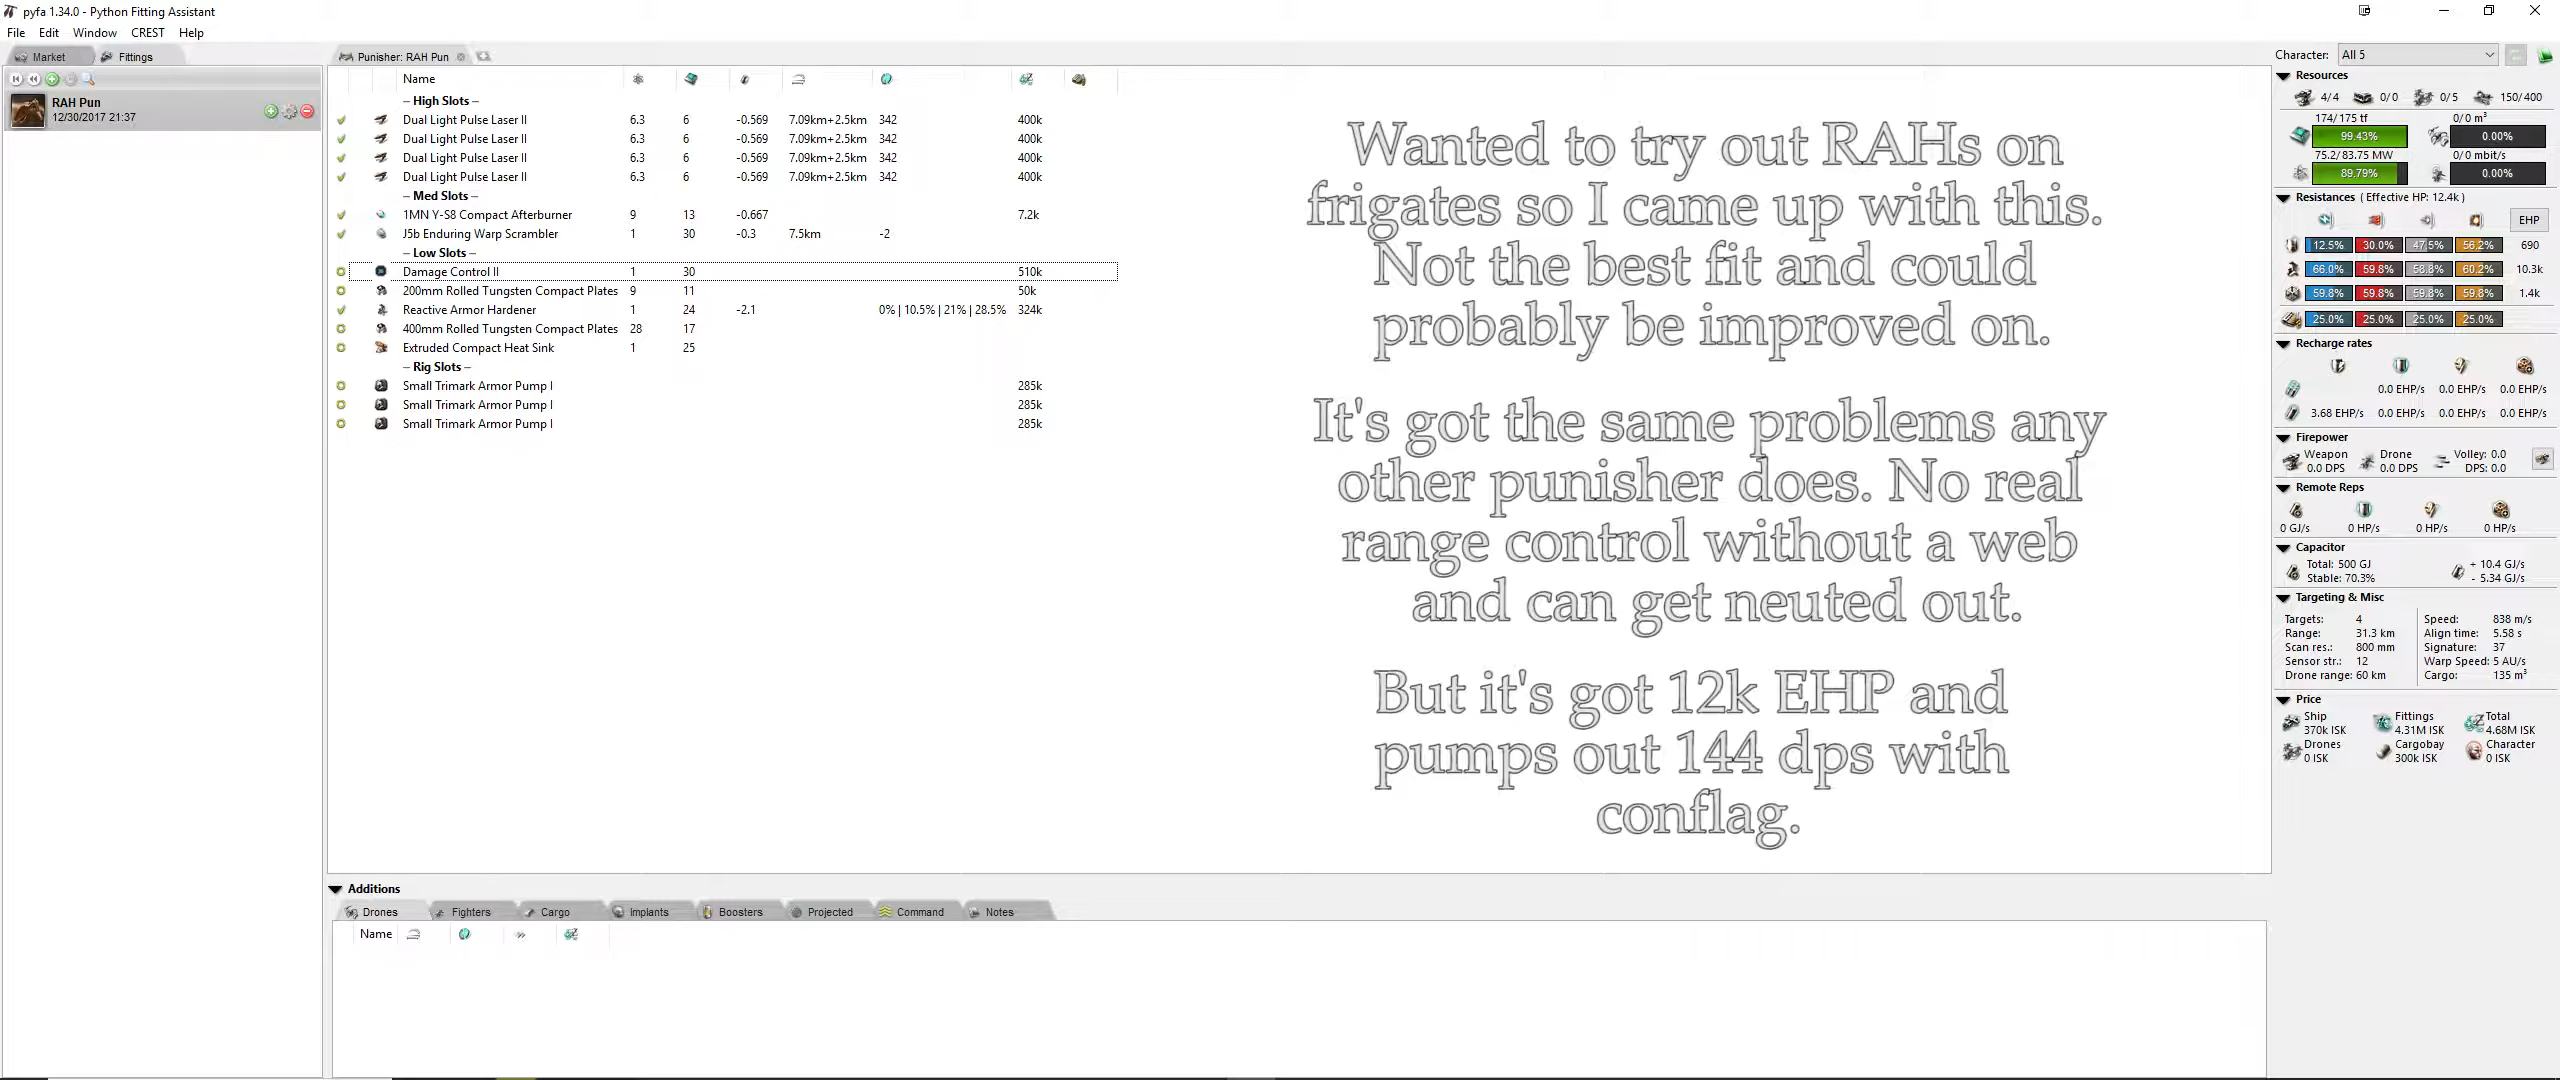 pyfa 1.34.0 - Python Fitting Assistant
File Edit Window CREST Help
Market Fittings
RAH Pun
12/30/2017 21:37
Punisher: RAH Pun
Name
– High Slots –
Dual Light Pulse Laser II 6.3 6 -0.569 7.09km+2.5km 342 400k
Dual Light Pulse Laser II 6.3 6 -0.569 7.09km+2.5km 342 400k
Dual Light Pulse Laser II 6.3 6 -0.569 7.09km+2.5km 342 400k
Dual Light Pulse Laser II 6.3 6 -0.569 7.09km+2.5km 342 400k
– Med Slots –
1MN Y-S8 Compact Afterburner 9 13 -0.667 7.2k
J5b Enduring Warp Scrambler 1 30 -0.3 7.5km -2
– Low Slots –
Damage Control II 1 30 510k
200mm Rolled Tungsten Compact Plates 9 11 50k
Reactive Armor Hardener 1 24 -2.1 0% | 10.5% | 21% | 28.5% 324k
400mm Rolled Tungsten Compact Plates 28 17
Extruded Compact Heat Sink 1 25
– Rig Slots –
Small Trimark Armor Pump I 285k
Small Trimark Armor Pump I 285k
Small Trimark Armor Pump I 285k
Wanted to try out RAHs on
frigates so I came up with this.
Not the best fit and could
probably be improved on.
It's got the same problems any
other punisher does. No real
range control without a web
and can get neuted out.
But it's got 12k EHP and
pumps out 144 dps with
conflag.
Additions
Drones Fighters Cargo Implants Boosters Projected Command Notes
Name
Character: All 5
Resources
4/4 0/0 0/5 150/400
174/175 tf 0/0 m³
99.43% 0.00%
75.2/83.75 MW 0/0 mbit/s
89.79% 0.00%
Resistances (Effective HP: 12.4k)
EHP
12.5% 30.0% 47.5% 56.2% 690
66.0% 59.8% 58.8% 60.2% 10.3k
59.8% 59.8% 59.8% 59.8% 1.4k
25.0% 25.0% 25.0% 25.0%
Recharge rates
0.0 EHP/s 0.0 EHP/s 0.0 EHP/s
3.68 EHP/s 0.0 EHP/s 0.0 EHP/s 0.0 EHP/s
Firepower
Weapon Drone Volley: 0.0
0.0 DPS 0.0 DPS DPS: 0.0
Remote Reps
0 GJ/s 0 HP/s 0 HP/s 0 HP/s
Capacitor
Total: 500 GJ + 10.4 GJ/s
Stable: 70.3% - 5.34 GJ/s
Targeting & Misc
Targets: 4 Speed: 838 m/s
Range: 31.3 km Align time: 5.58 s
Scan res.: 800 mm Signature: 37
Sensor str.: 12 Warp Speed: 5 AU/s
Drone range: 60 km Cargo: 135 m³
Price
Ship Fittings Total
370k ISK 4.31M ISK 4.68M ISK
Drones Cargobay Character
0 ISK 300k ISK 0 ISK